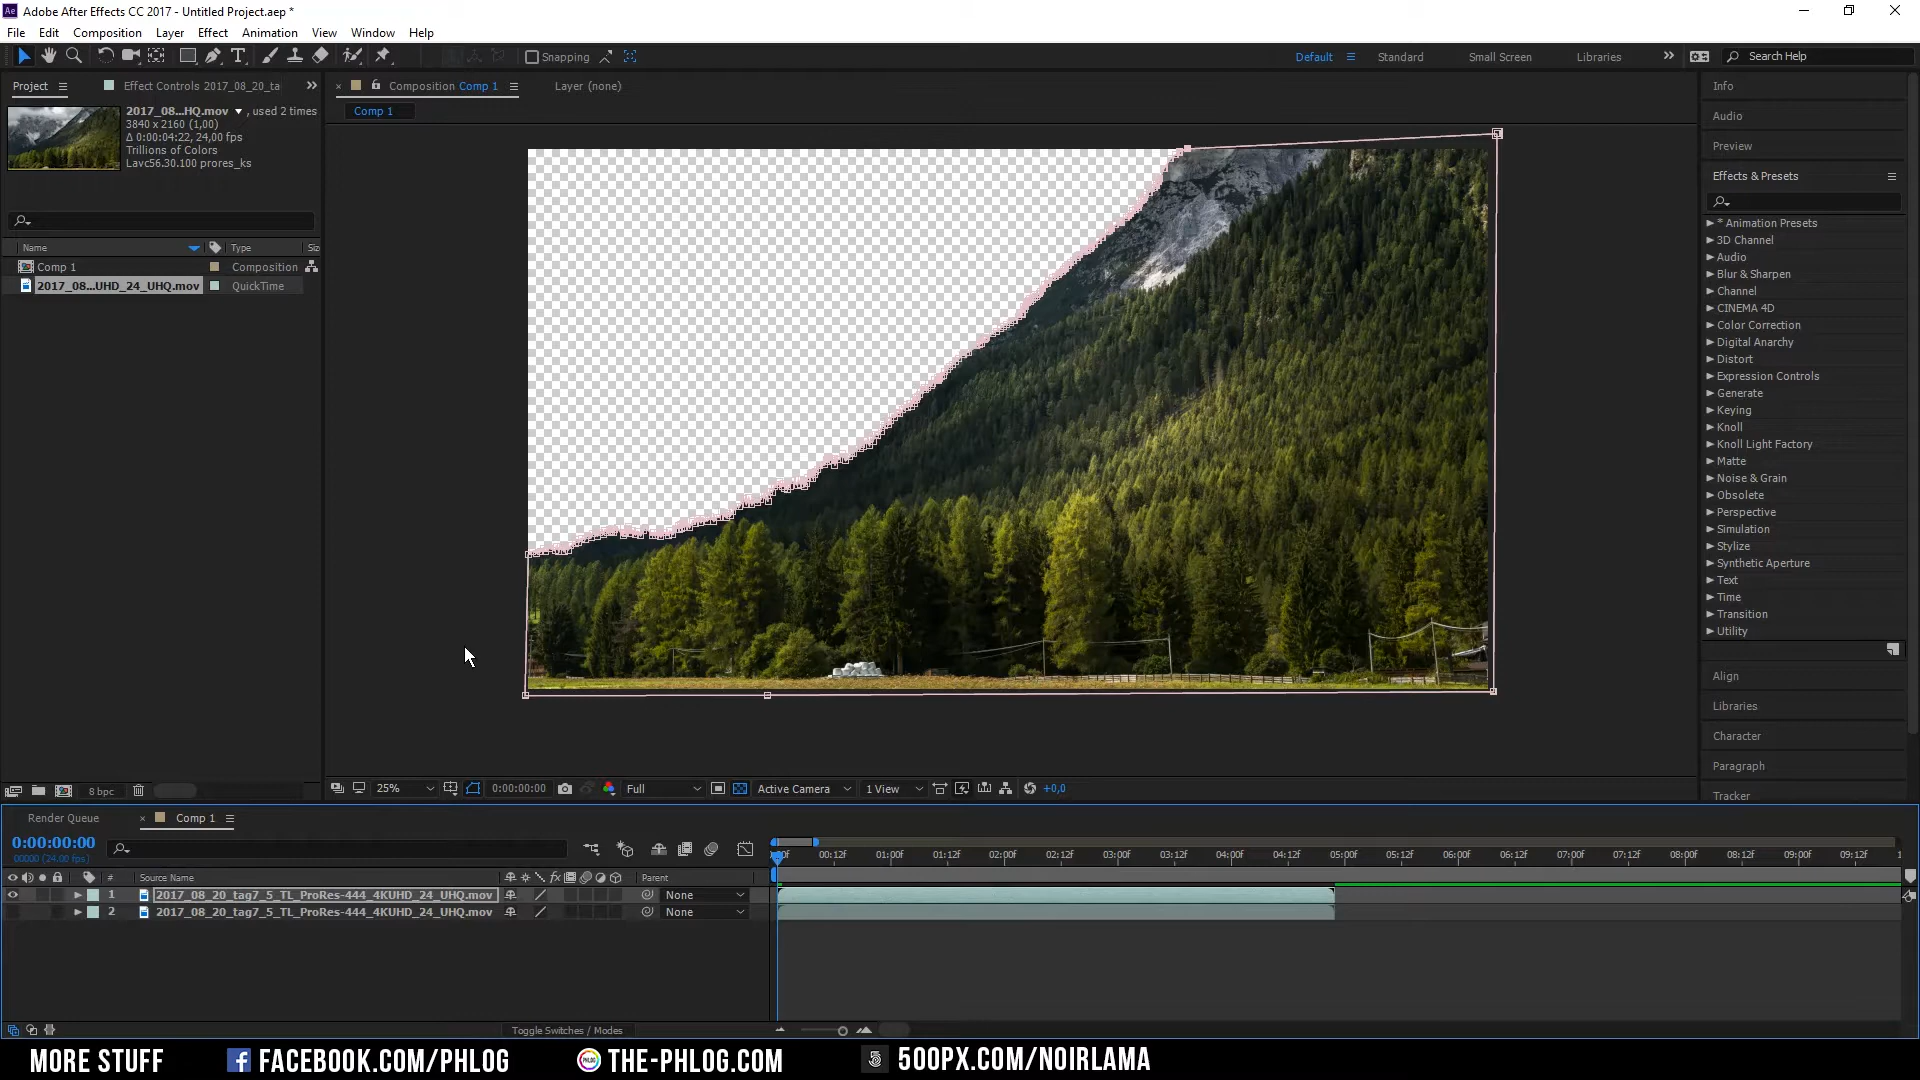 Ae Adobe After Effects CC 2017 - Untitled Project.aep *
File Edit Composition Layer Effect Animation View Window Help
Snapping Default Standard Small Screen Libraries Search Help
Project Effect Controls 2017_08_20_ta
Composition Comp 1 Layer (none)
Comp 1
2017_08...HQ.mov , used 2 times
3840 x 2160 (1,00)
Δ 0:00:04:22, 24,00 fps
Trillions of Colors
Lavc56.30.100 prores_ks
Name Type Siz
Comp 1 Composition
2017_08...UHD_24_UHQ.mov QuickTime
8 bpc
Info
Audio
Preview
Effects & Presets
* Animation Presets
3D Channel
Audio
Blur & Sharpen
Channel
CINEMA 4D
Color Correction
Digital Anarchy
Distort
Expression Controls
Generate
Keying
Knoll
Knoll Light Factory
Matte
Noise & Grain
Obsolete
Perspective
Simulation
Stylize
Synthetic Aperture
Text
Time
Transition
Utility
Align
Libraries
Character
Paragraph
Tracker
25% 0:00:00:00 Full Active Camera 1 View +0,0
Render Queue Comp 1
0:00:00:00
00000 (24.00 fps)
00:12f 01:00f 01:12f 02:00f 02:12f 03:00f 03:12f 04:00f 04:12f 05:00f 05:12f 06:00f 06:12f 07:00f 07:12f 08:00f 08:12f 09:00f 09:12f
# Source Name fx Parent
1 2017_08_20_tag7_5_TL_ProRes-444_4KUHD_24_UHQ.mov None
2 2017_08_20_tag7_5_TL_ProRes-444_4KUHD_24_UHQ.mov None
Toggle Switches / Modes
MORE STUFF FACEBOOK.COM/PHLOG THE-PHLOG.COM 500PX.COM/NOIRLAMA